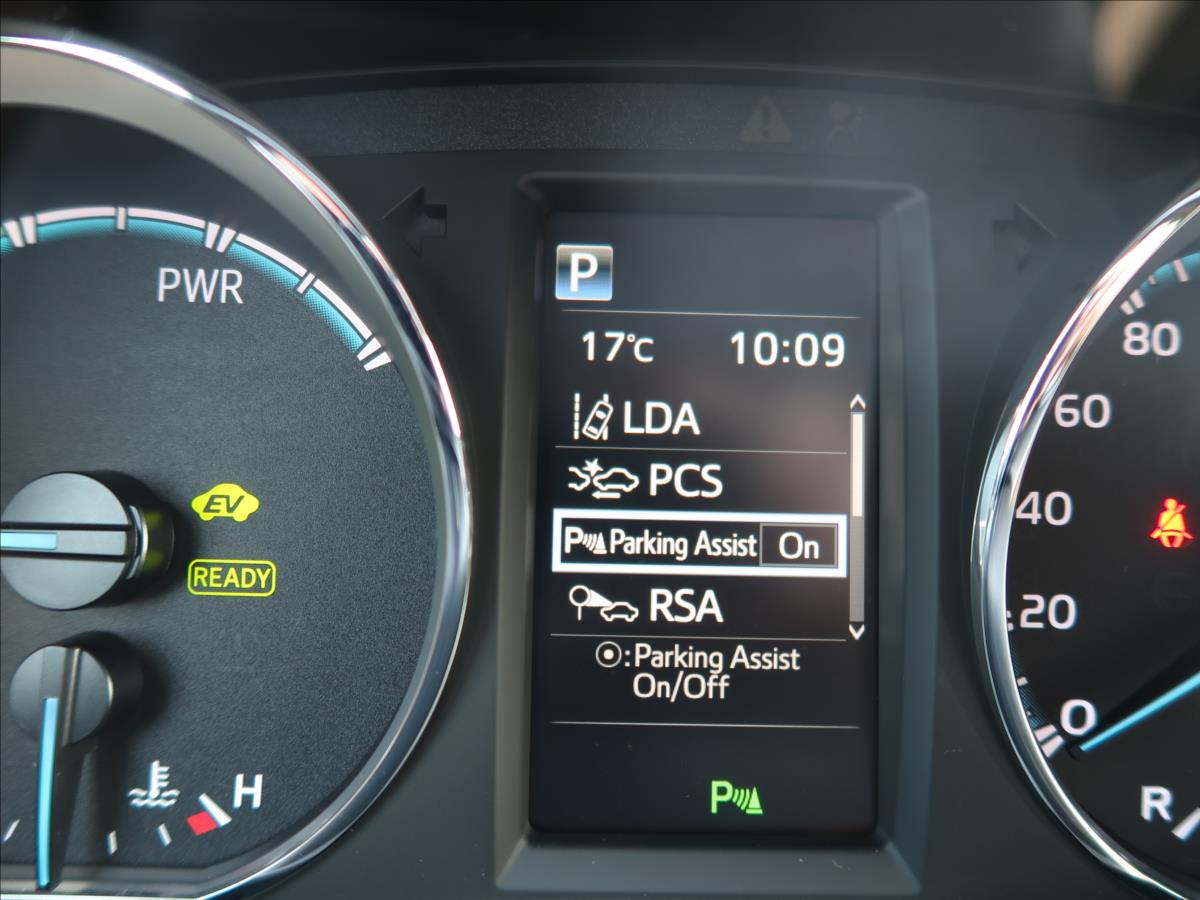 PWR
EV
READY
H
P
17°C 10:09
LDA
PCS
P Parking Assist On
RSA
:Parking Assist
On/Off
P
80
60
40
20
0
R